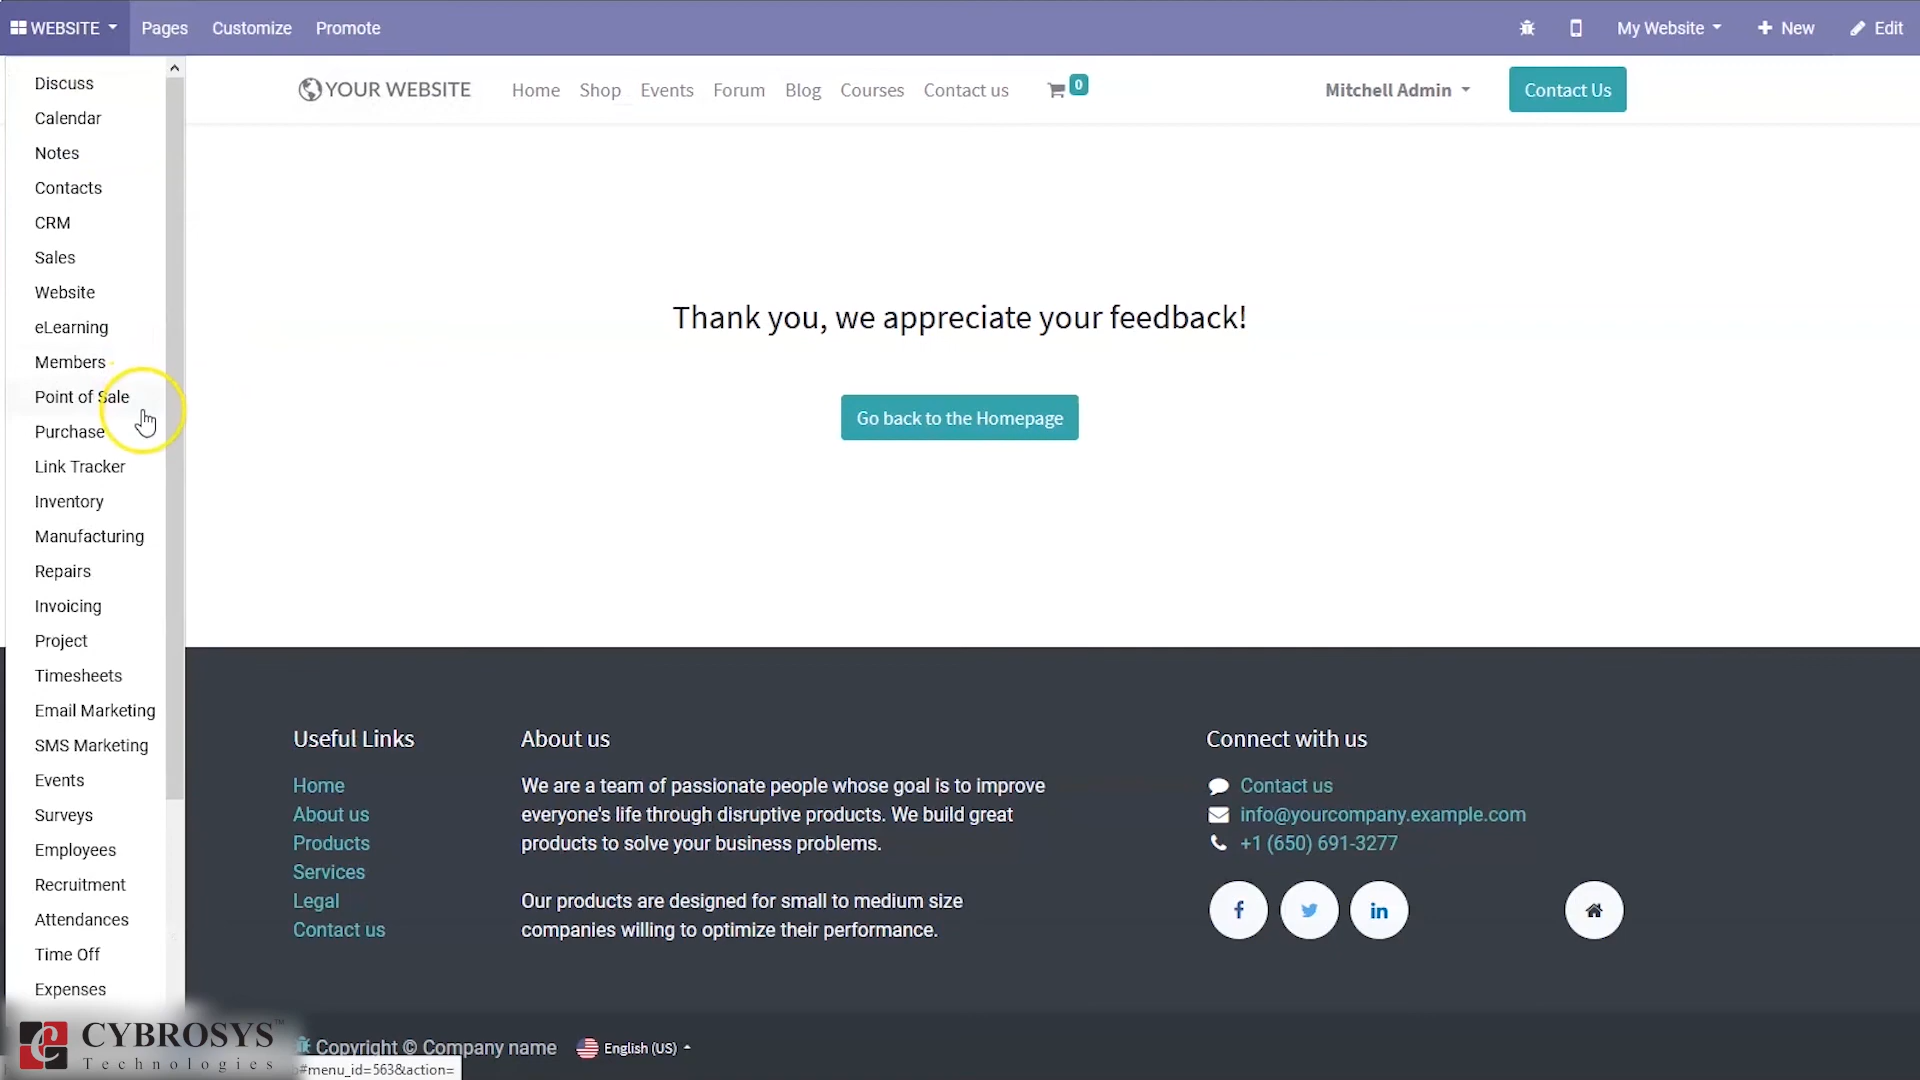 WEBSITE
Pages
Customize
Promote
My Website
New
Edit
Discuss
Calendar
Notes
Contacts
CRM
Sales
Website
eLearning
Members
Point of Sale
Purchase
Link Tracker
Inventory
Manufacturing
Repairs
Invoicing
Project
Timesheets
Email Marketing
SMS Marketing
Events
Surveys
Employees
Recruitment
Attendances
Time Off
Expenses
YOUR WEBSITE
Home
Shop
Events
Forum
Blog
Courses
Contact us
0
Mitchell Admin
Contact Us
Thank you, we appreciate your feedback!
Go back to the Homepage
Useful Links
Home
About us
Products
Services
Legal
Contact us
About us
We are a team of passionate people whose goal is to improve
everyone's life through disruptive products. We build great
products to solve your business problems.
Our products are designed for small to medium size
companies willing to optimize their performance.
Connect with us
Contact us
info@yourcompany.example.com
+1 (650) 691-3277
Copyright © Company name
English (US)
CYBROSYS™
Technologies
#menu_id=563&action=